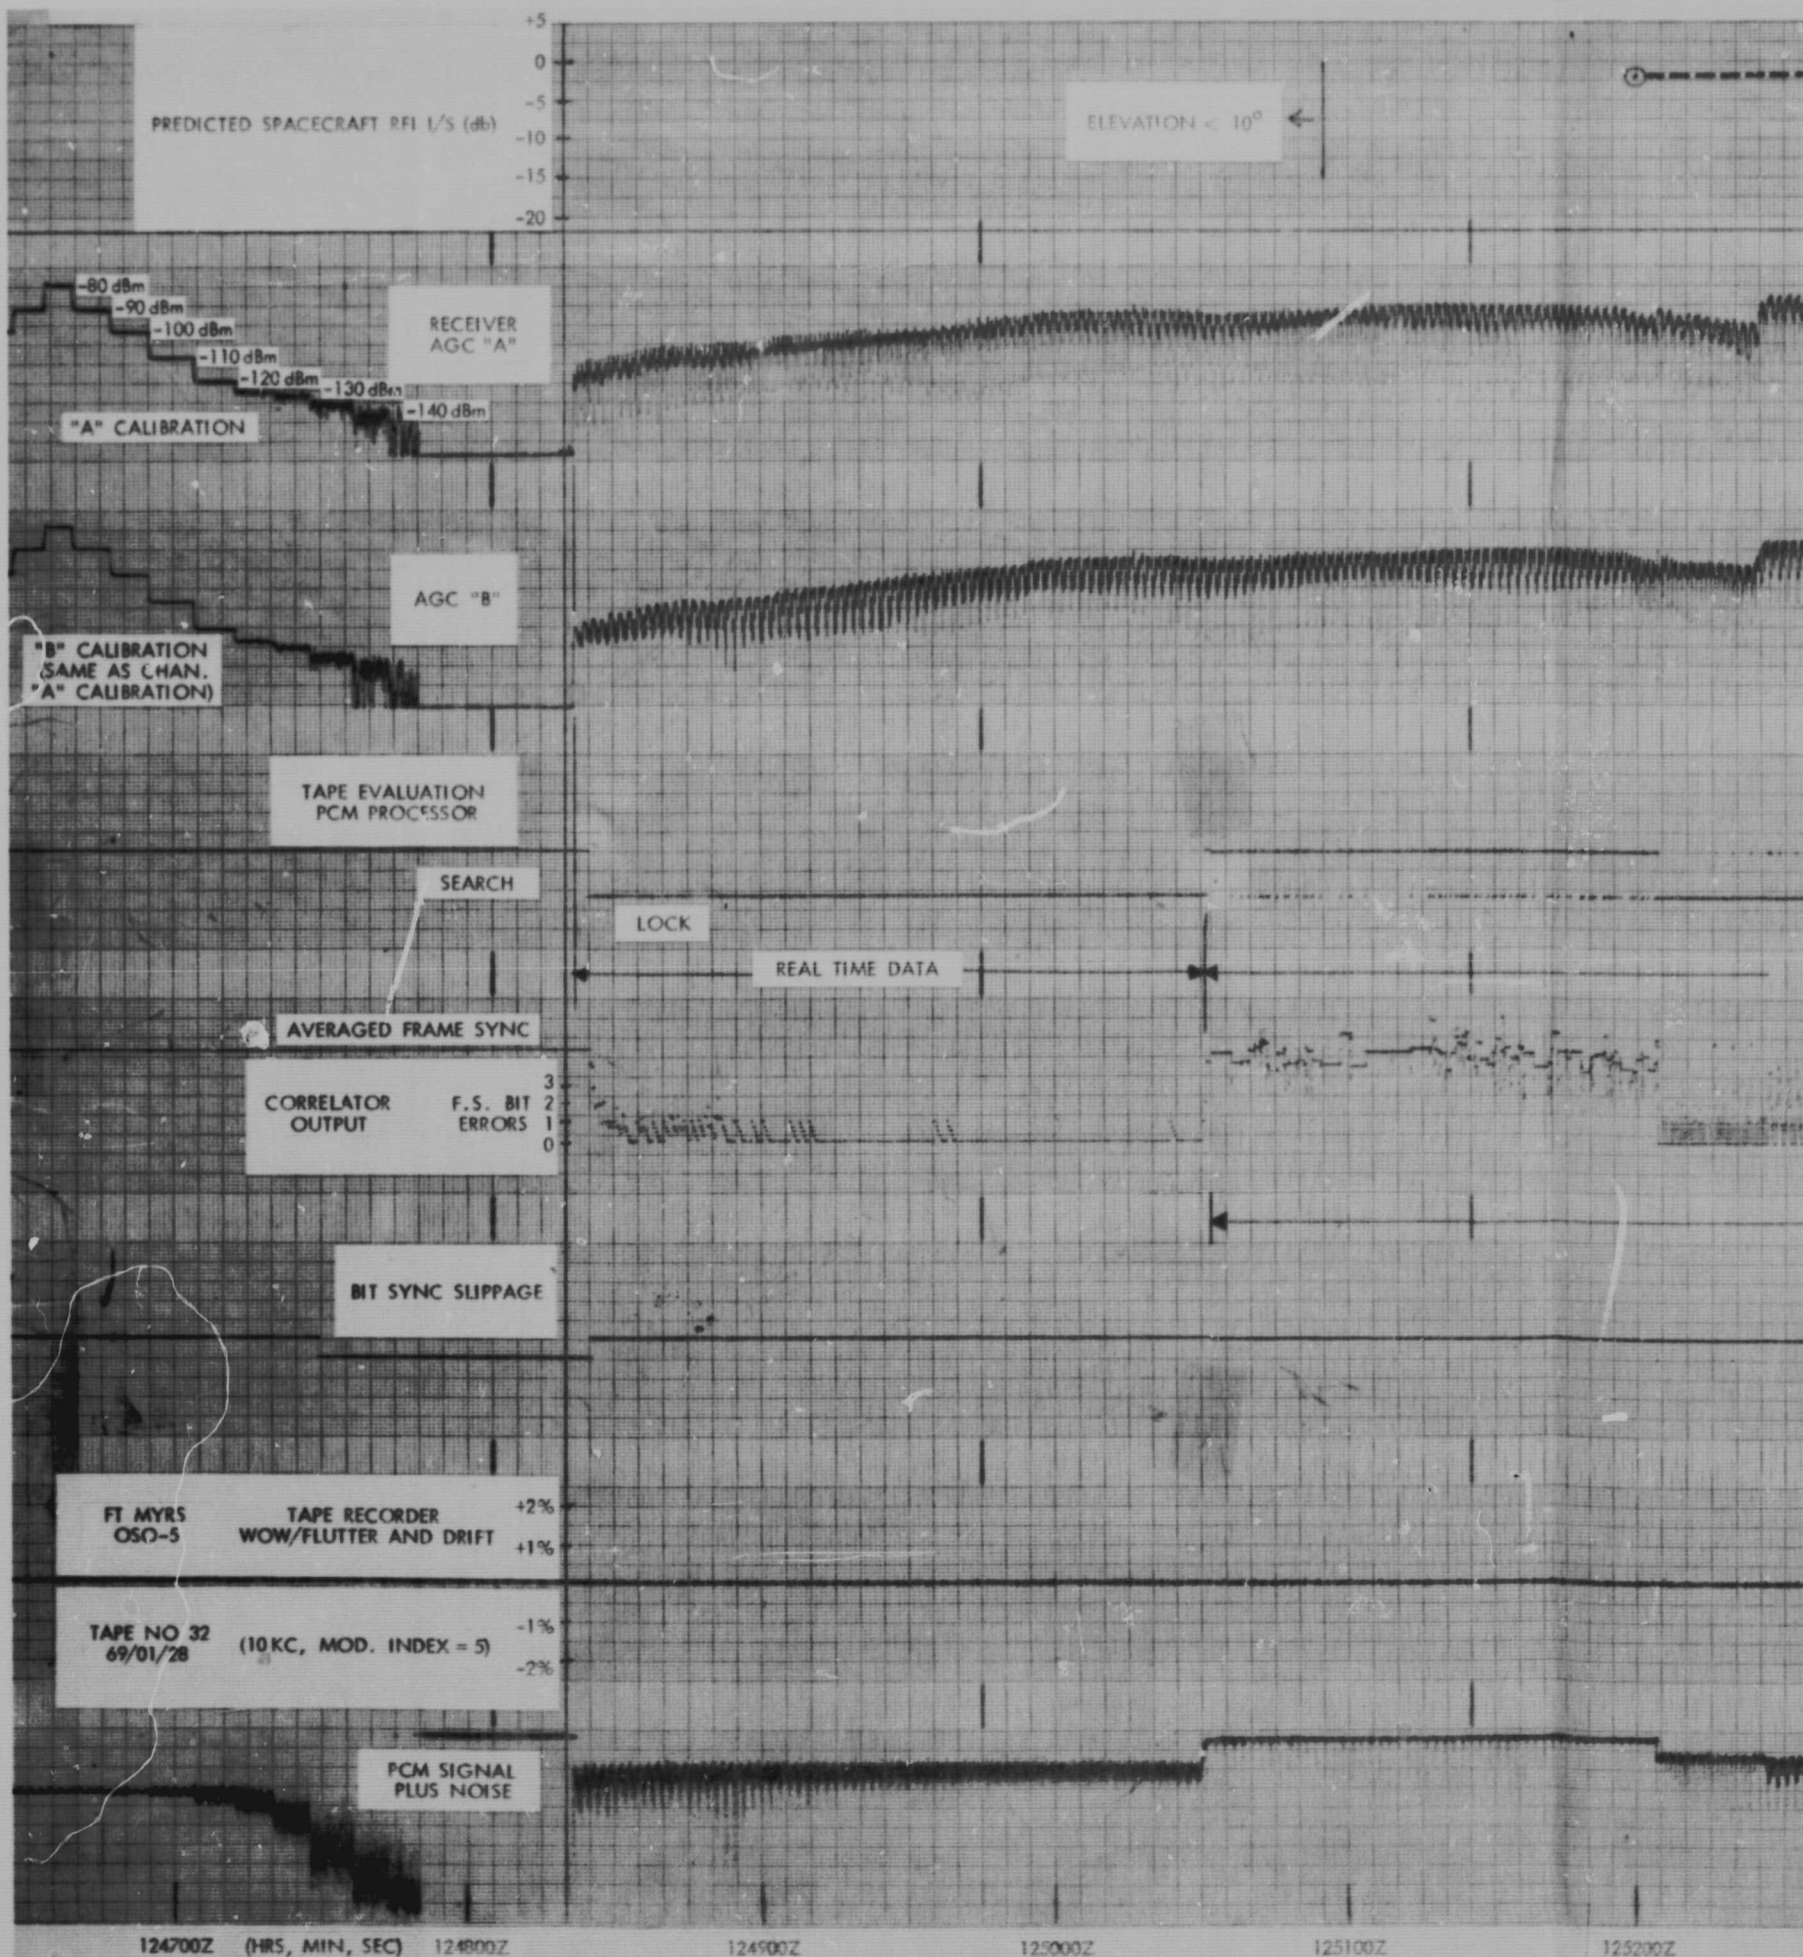 +5
0
-5
-10
-15
-20
PREDICTED SPACECRAFT RFI I/S (db)
ELEVATION < 10°
-80 dBm
-90 dBm
-100 dBm
-110 dBm
-120 dBm
-130 dBm
-140 dBm
RECEIVER
AGC "A"
"A" CALIBRATION
AGC "B"
"B" CALIBRATION
(SAME AS CHAN.
"A" CALIBRATION)
TAPE EVALUATION
PCM PROCESSOR
SEARCH
LOCK
REAL TIME DATA
AVERAGED FRAME SYNC
CORRELATOR
OUTPUT
F.S. BIT
ERRORS
3
2
1
0
BIT SYNC SLIPPAGE
FT MYRS
OSO-5
TAPE RECORDER
WOW/FLUTTER AND DRIFT
+2%
+1%
TAPE NO 32
69/01/28
(10 KC, MOD. INDEX = 5)
-1%
-2%
PCM SIGNAL
PLUS NOISE
124700Z (HRS, MIN, SEC) 124800Z 124900Z 125000Z 125100Z 125200Z